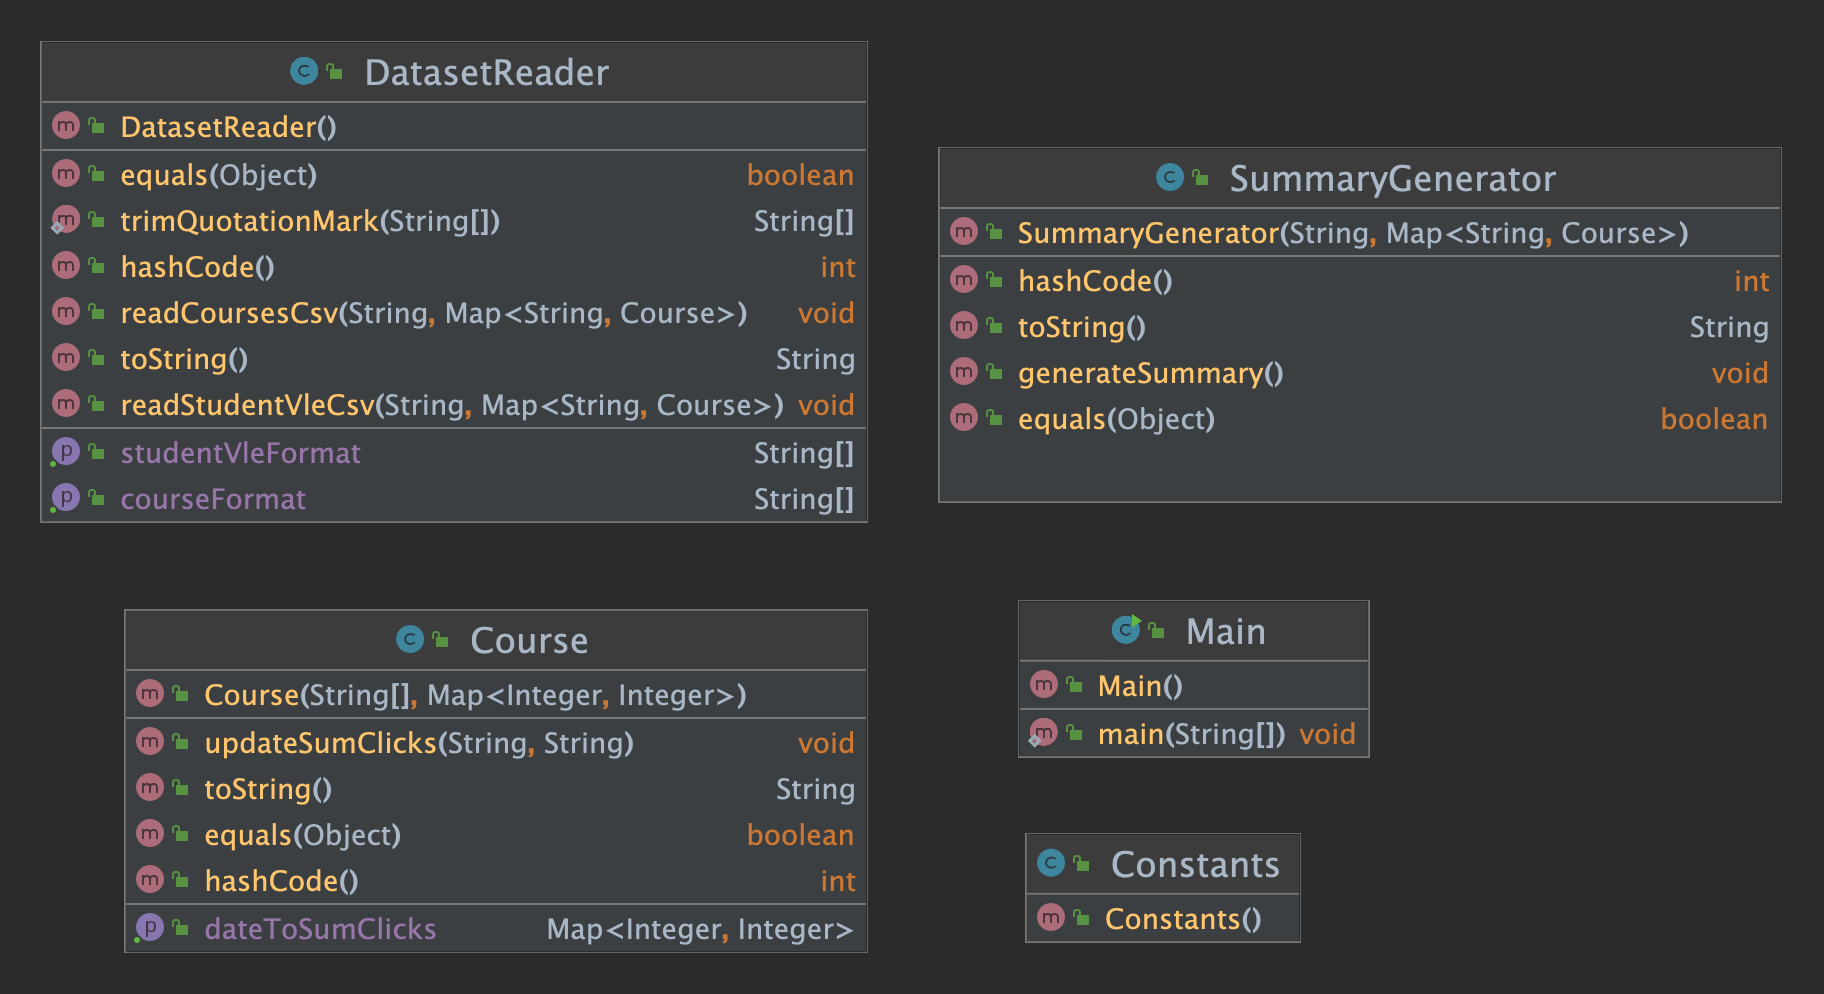 DatasetReader
DatasetReader()
equals(Object) boolean
trimQuotationMark(String[]) String[]
hashCode() int
readCoursesCsv(String, Map<String, Course>) void
toString() String
readStudentVleCsv(String, Map<String, Course>) void
studentVleFormat String[]
courseFormat String[]
SummaryGenerator
SummaryGenerator(String, Map<String, Course>)
hashCode() int
toString() String
generateSummary() void
equals(Object) boolean
Course
Course(String[], Map<Integer, Integer>)
updateSumClicks(String, String) void
toString() String
equals(Object) boolean
hashCode() int
dateToSumClicks Map<Integer, Integer>
Main
Main()
main(String[]) void
Constants
Constants()